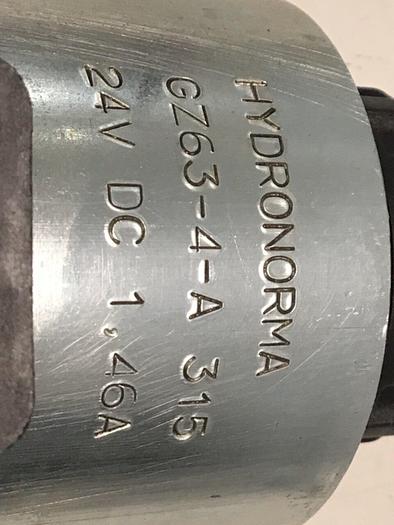 HYDRONORMA
GZ63-4-A 315
24V DC 1,46A